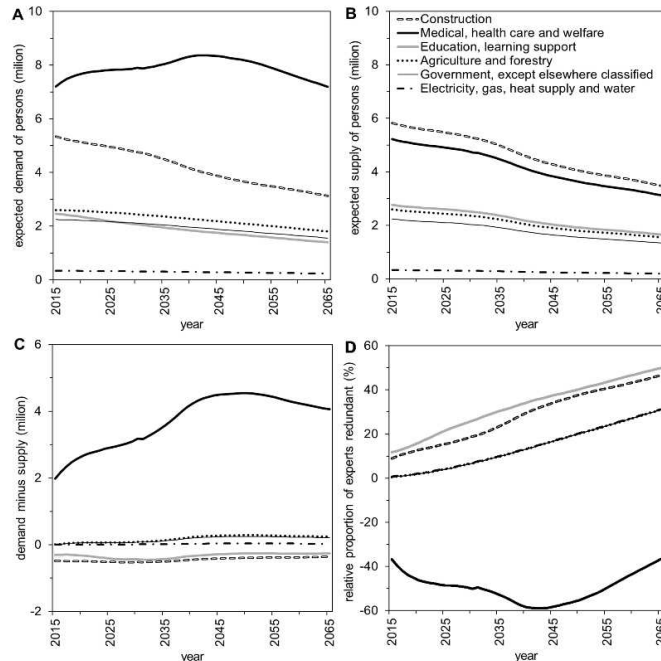 A
expected demand of persons (milion)
10
8
6
4
2
0
2015
2025
2035
2045
2055
2065
year
B
expected supply of persons (milion)
10
8
6
4
2
0
2015
2025
2035
2045
2055
2065
year
Construction
Medical, health care and welfare
Education, learning support
Agriculture and forestry
Government, except elsewhere classified
Electricity, gas, heat supply and water
C
demand minus supply (milion)
6
4
2
0
-2
2015
2025
2035
2045
2055
2065
year
D
relative proportion of experts redundant (%)
60
40
20
0
-20
-40
-60
2015
2025
2035
2045
2055
2065
year